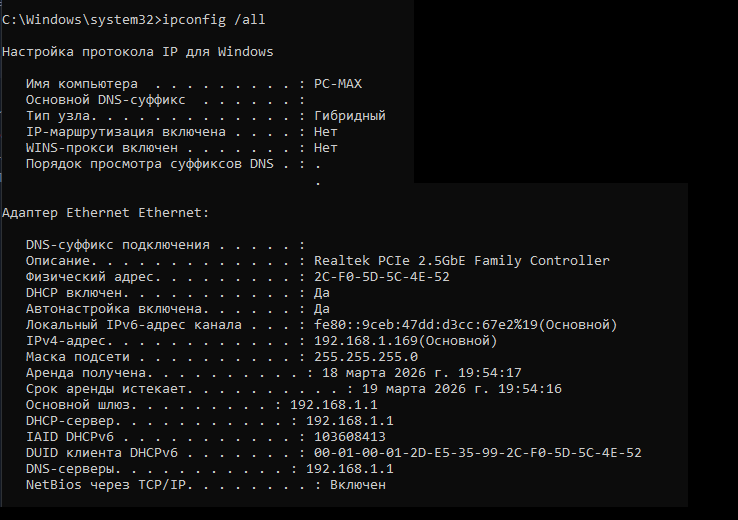 C:\Windows\system32>ipconfig /all
Настройка протокола IP для Windows
Имя компьютера  . . . . . . . . . : PC-MAX
Основной DNS-суффикс  . . . . . . :
Тип узла. . . . . . . . . . . . . : Гибридный
IP-маршрутизация включена . . . . : Нет
WINS-прокси включен . . . . . . . : Нет
Порядок просмотра суффиксов DNS . : .
.
Адаптер Ethernet Ethernet:
DNS-суффикс подключения . . . . . :
Описание. . . . . . . . . . . . . : Realtek PCIe 2.5GbE Family Controller
Физический адрес. . . . . . . . . : 2C-F0-5D-5C-4E-52
DHCP включен. . . . . . . . . . . : Да
Автонастройка включена. . . . . . : Да
Локальный IPv6-адрес канала . . . : fe80::9ceb:47dd:d3cc:67e2%19(Основной)
IPv4-адрес. . . . . . . . . . . . : 192.168.1.169(Основной)
Маска подсети . . . . . . . . . . : 255.255.255.0
Аренда получена. . . . . . . . . . : 18 марта 2026 г. 19:54:17
Срок аренды истекает. . . . . . . . . . : 19 марта 2026 г. 19:54:16
Основной шлюз. . . . . . . . . : 192.168.1.1
DHCP-сервер. . . . . . . . . . . . : 192.168.1.1
IAID DHCPv6 . . . . . . . . . . . : 103608413
DUID клиента DHCPv6 . . . . . . . : 00-01-00-01-2D-E5-35-99-2C-F0-5D-5C-4E-52
DNS-серверы. . . . . . . . . . . : 192.168.1.1
NetBios через TCP/IP. . . . . . . . : Включен